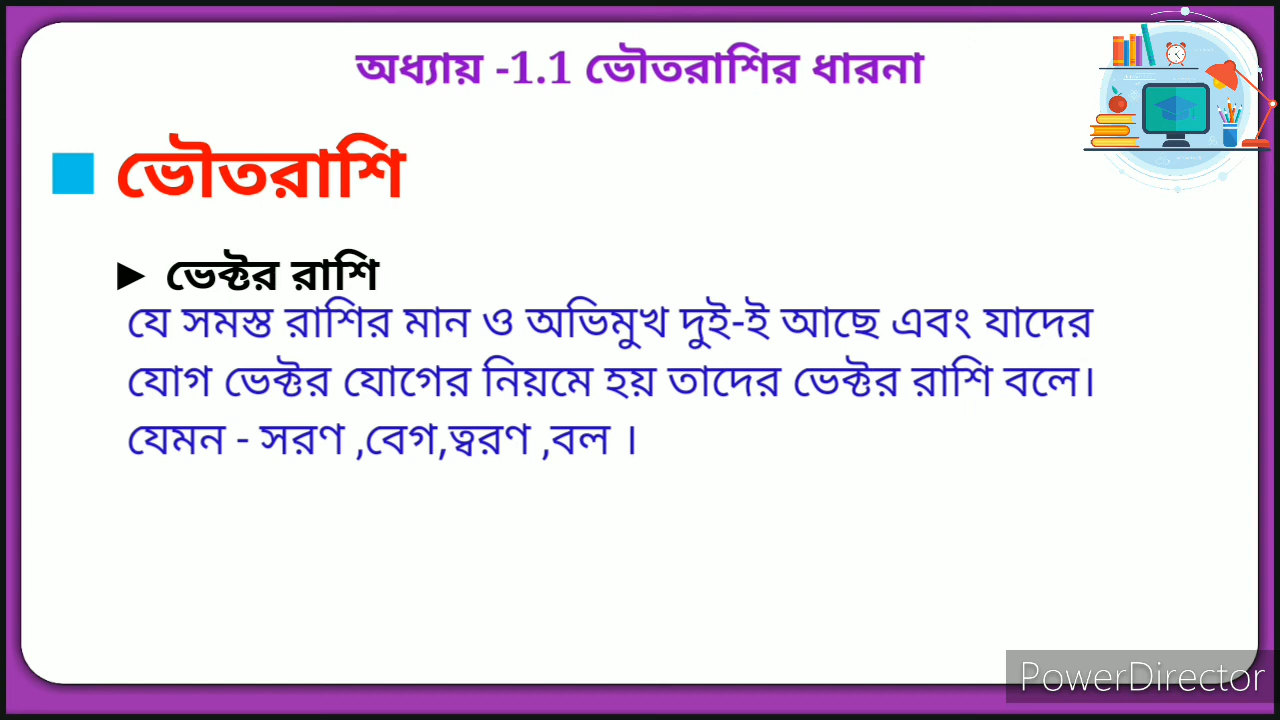 অধ্যায় -1.1 ভৌতরাশির ধারনা
ভৌতরাশি
► ভেক্টর রাশি
যে সমস্ত রাশির মান ও অভিমুখ দুই-ই আছে এবং যাদের
যোগ ভেক্টর যোগের নিয়মে হয় তাদের ভেক্টর রাশি বলে।
যেমন - সরণ ,বেগ,ত্বরণ ,বল ।
PowerDirector